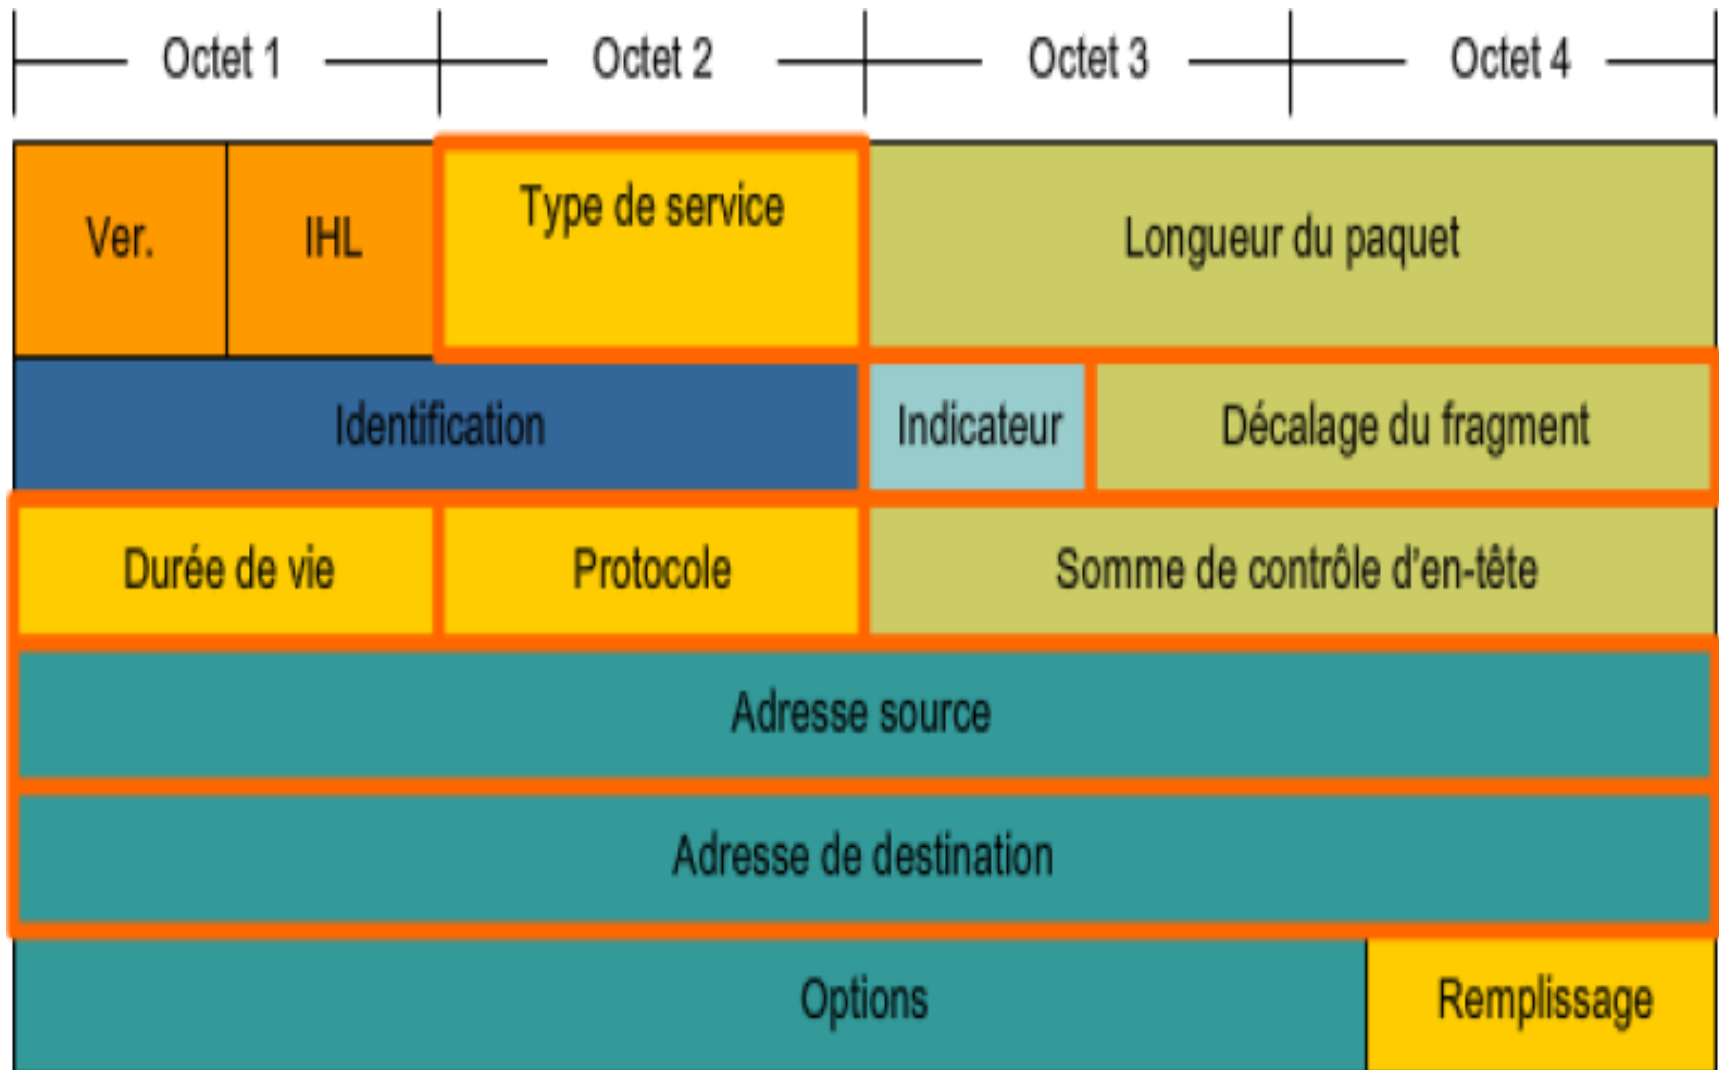 Octet 1 Octet 2 Octet 3 Octet 4
Ver. IHL Type de service Longueur du paquet
Identification Indicateur Décalage du fragment
Durée de vie Protocole Somme de contrôle d'en-tête
Adresse source
Adresse de destination
Options Remplissage